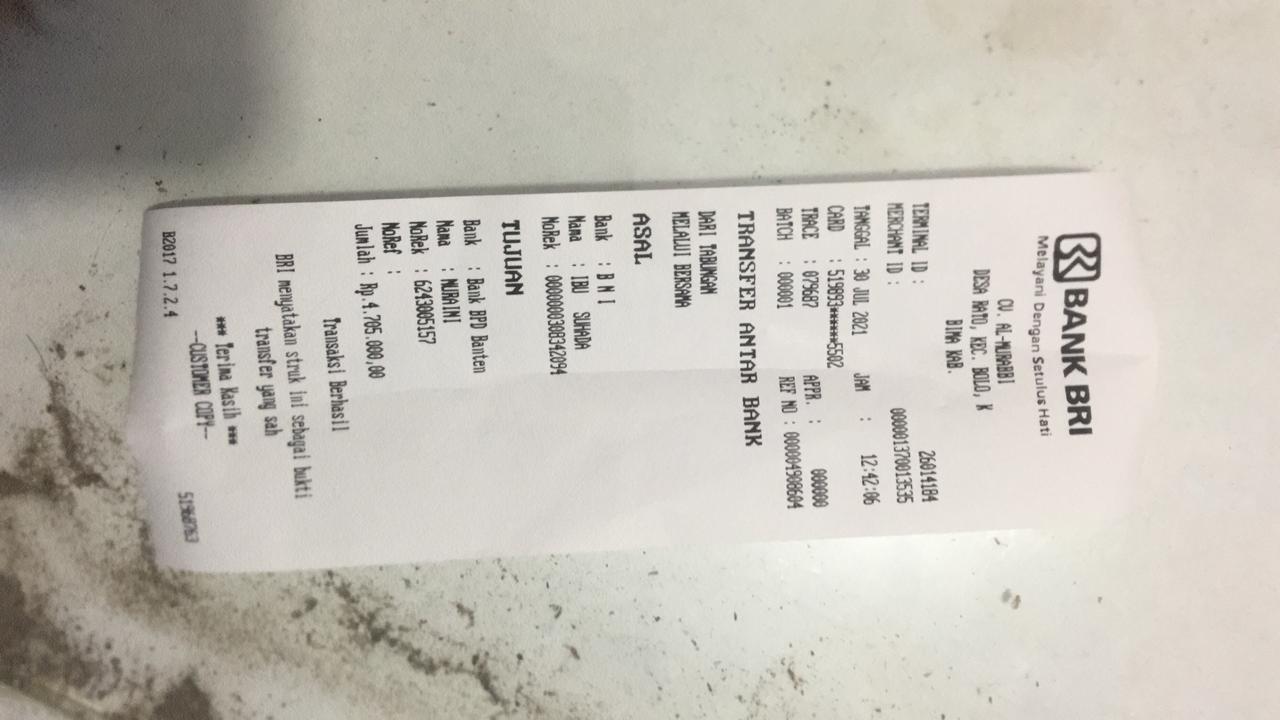 BANK BRI
Melayani Dengan Setulus Hati
CV. AL-MURABBI
DESA RATO, KEC. BOLO, K
BIMA KAB.
TERMINAL ID : 26014184
MERCHANT ID : 000001370013535
TANGGAL : 30 JUL 2021 JAM : 12:42:06
CARD : 519893******5502
TRACE : 079687 APPR. : 000000
BATCH : 000001 REF NO : 000004908604
TRANSFER ANTAR BANK
DARI TABUNGAN
MELALUI BERSAMA
ASAL
Bank : B N I
Nama : IBU SUHADA
NoRek : 0000000308342094
TUJUAN
Bank : Bank BPD Banten
Nama : NURAINI
NoRek : 6243005157
NoRef :
Jumlah : Rp.4.705.000,00
Transaksi Berhasil
BRI menyatakan struk ini sebagai bukti
transfer yang sah
*** Terima Kasih ***
--CUSTOMER COPY--
B2017 1.7.2.4 51960763